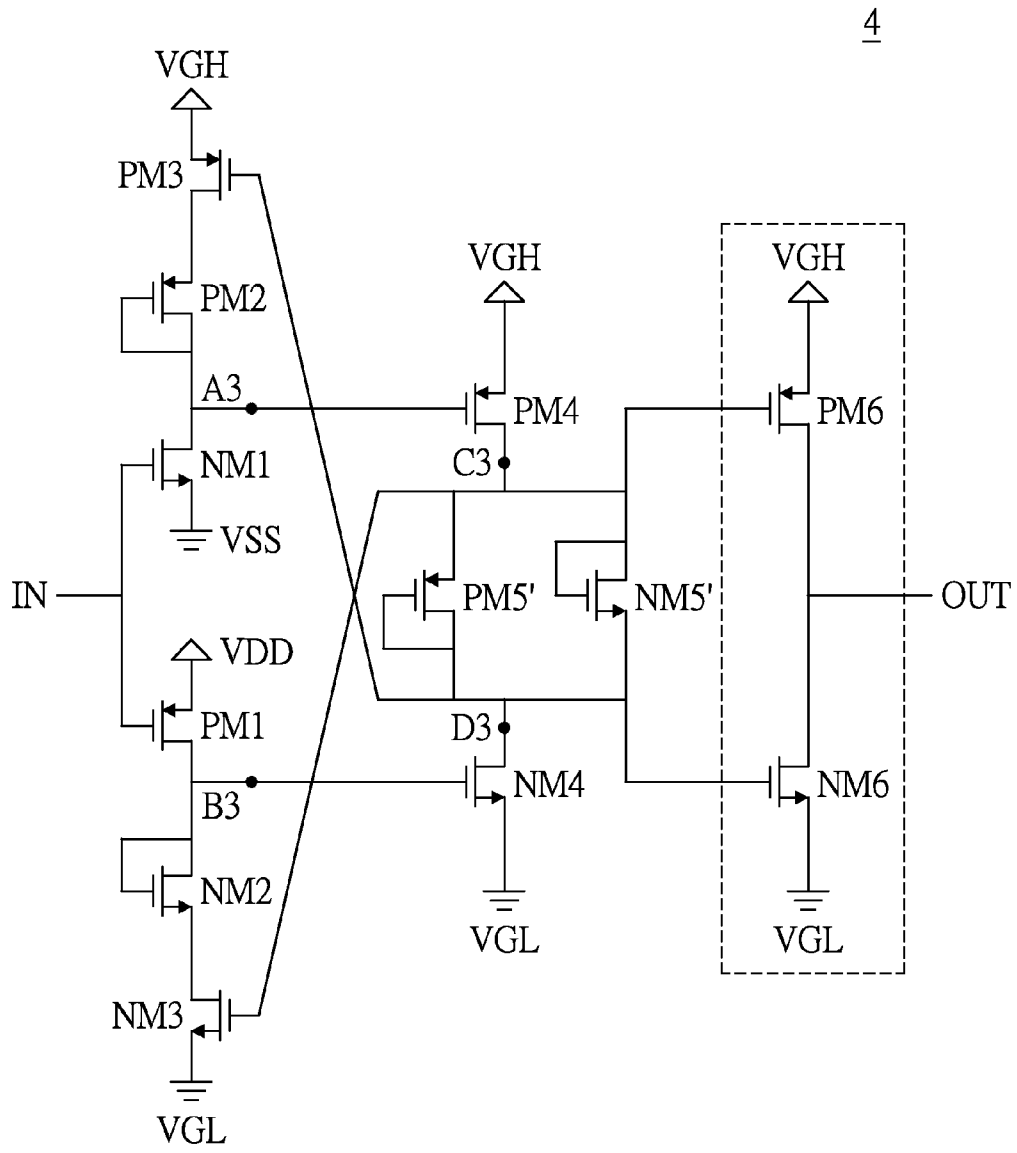 4
VGH
PM3
PM2
VGH
VGH
A3
PM4
PM6
NM1
C3
VSS
IN
PM5'
NM5'
OUT
VDD
PM1
D3
NM4
NM6
B3
NM2
VGL
VGL
NM3
VGL